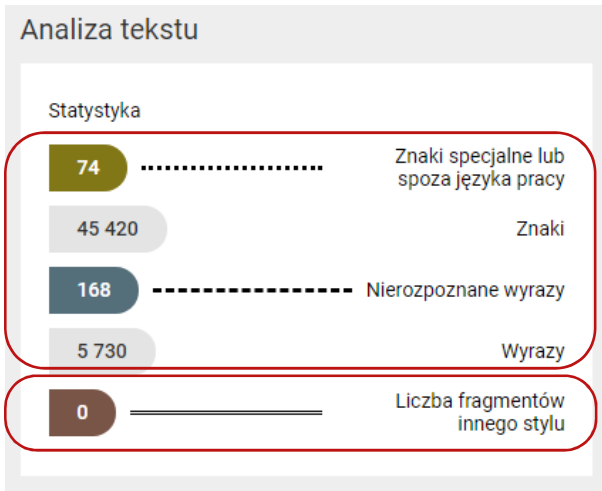 Analiza tekstu
Statystyka
74 Znaki specjalne lub
spoza języka pracy
45 420 Znaki
168 Nierozpoznane wyrazy
5 730 Wyrazy
0 Liczba fragmentów
innego stylu